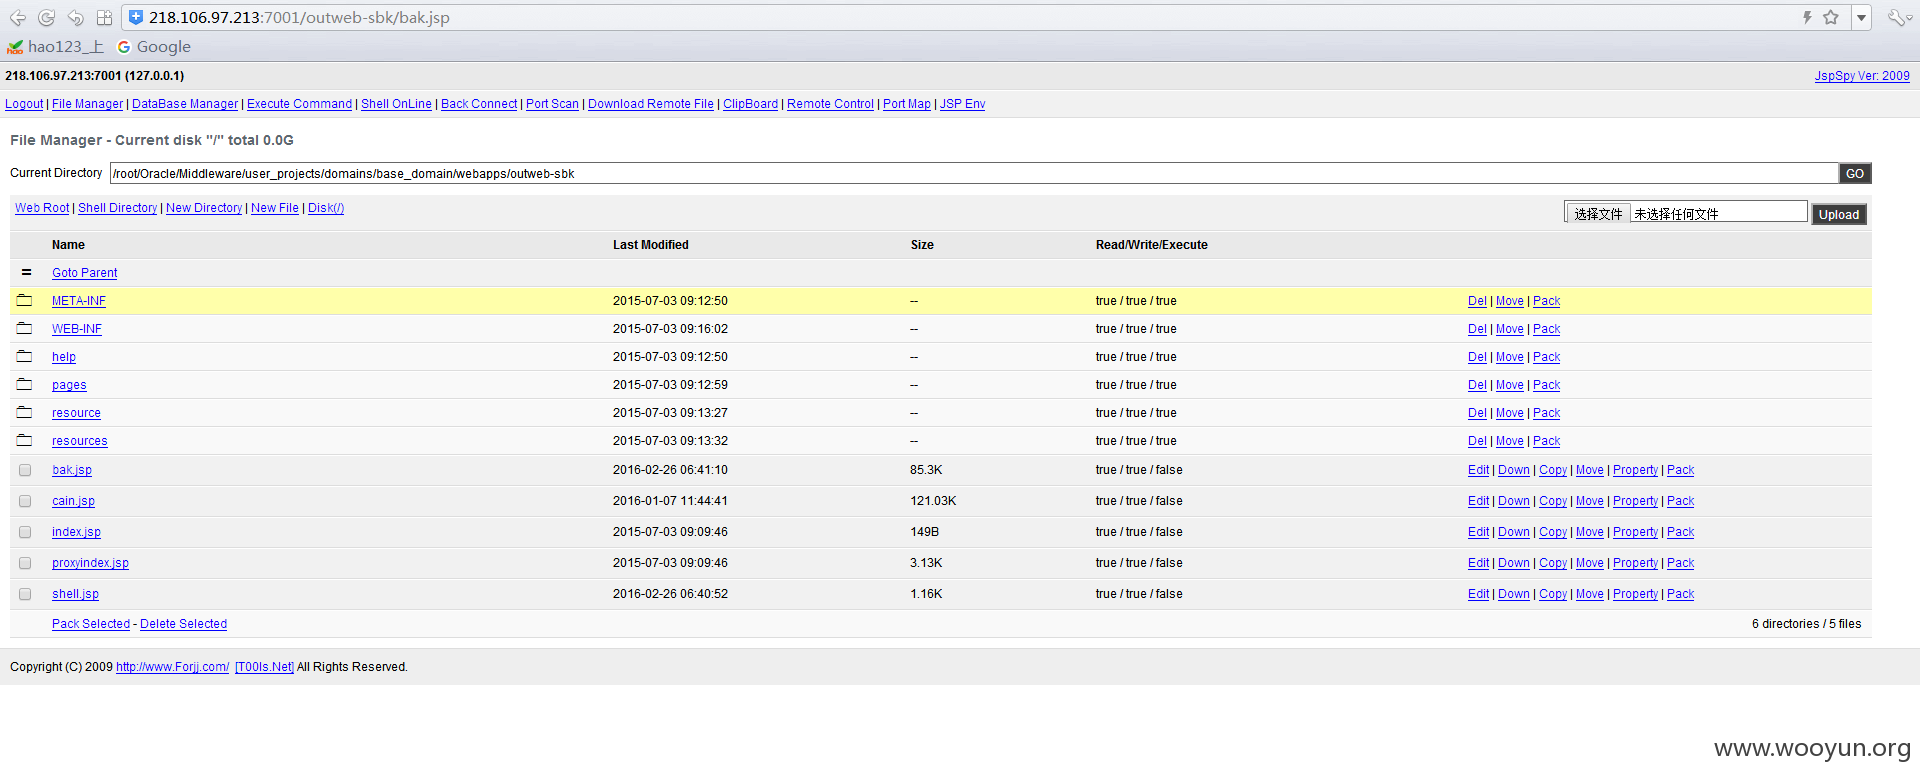 218.106.97.213:7001/outweb-sbk/bak.jsp
hao123_上 Google
218.106.97.213:7001 (127.0.0.1) JspSpy Ver: 2009
Logout | File Manager | DataBase Manager | Execute Command | Shell OnLine | Back Connect | Port Scan | Download Remote File | ClipBoard | Remote Control | Port Map | JSP Env
File Manager - Current disk "/" total 0.0G
Current Directory /root/Oracle/Middleware/user_projects/domains/base_domain/webapps/outweb-sbk GO
Web Root | Shell Directory | New Directory | New File | Disk(/) 选择文件 未选择任何文件 Upload
Name Last Modified Size Read/Write/Execute
= Goto Parent
META-INF 2015-07-03 09:12:50 -- true / true / true Del | Move | Pack
WEB-INF 2015-07-03 09:16:02 -- true / true / true Del | Move | Pack
help 2015-07-03 09:12:50 -- true / true / true Del | Move | Pack
pages 2015-07-03 09:12:59 -- true / true / true Del | Move | Pack
resource 2015-07-03 09:13:27 -- true / true / true Del | Move | Pack
resources 2015-07-03 09:13:32 -- true / true / true Del | Move | Pack
bak.jsp 2016-02-26 06:41:10 85.3K true / true / false Edit | Down | Copy | Move | Property | Pack
cain.jsp 2016-01-07 11:44:41 121.03K true / true / false Edit | Down | Copy | Move | Property | Pack
index.jsp 2015-07-03 09:09:46 149B true / true / false Edit | Down | Copy | Move | Property | Pack
proxyindex.jsp 2015-07-03 09:09:46 3.13K true / true / false Edit | Down | Copy | Move | Property | Pack
shell.jsp 2016-02-26 06:40:52 1.16K true / true / false Edit | Down | Copy | Move | Property | Pack
Pack Selected - Delete Selected 6 directories / 5 files
Copyright (C) 2009 http://www.Forjj.com/ [T00ls.Net] All Rights Reserved.
www.wooyun.org